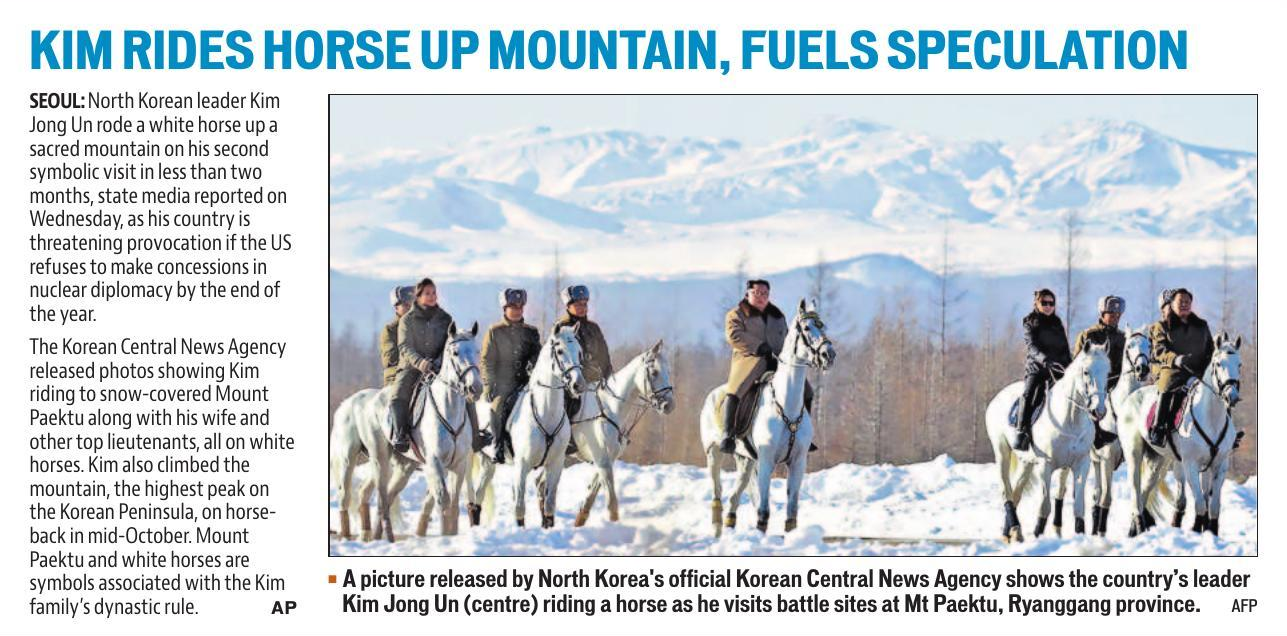 KIM RIDES HORSE UP MOUNTAIN, FUELS SPECULATION
SEOUL: North Korean leader Kim
Jong Un rode a white horse up a
sacred mountain on his second
symbolic visit in less than two
months, state media reported on
Wednesday, as his country is
threatening provocation if the US
refuses to make concessions in
nuclear diplomacy by the end of
the year.
The Korean Central News Agency
released photos showing Kim
riding to snow-covered Mount
Paektu along with his wife and
other top lieutenants, all on white
horses. Kim also climbed the
mountain, the highest peak on
the Korean Peninsula, on horse-
back in mid-October. Mount
Paektu and white horses are
symbols associated with the Kim
family’s dynastic rule. AP
A picture released by North Korea's official Korean Central News Agency shows the country’s leader
Kim Jong Un (centre) riding a horse as he visits battle sites at Mt Paektu, Ryanggang province. AFP